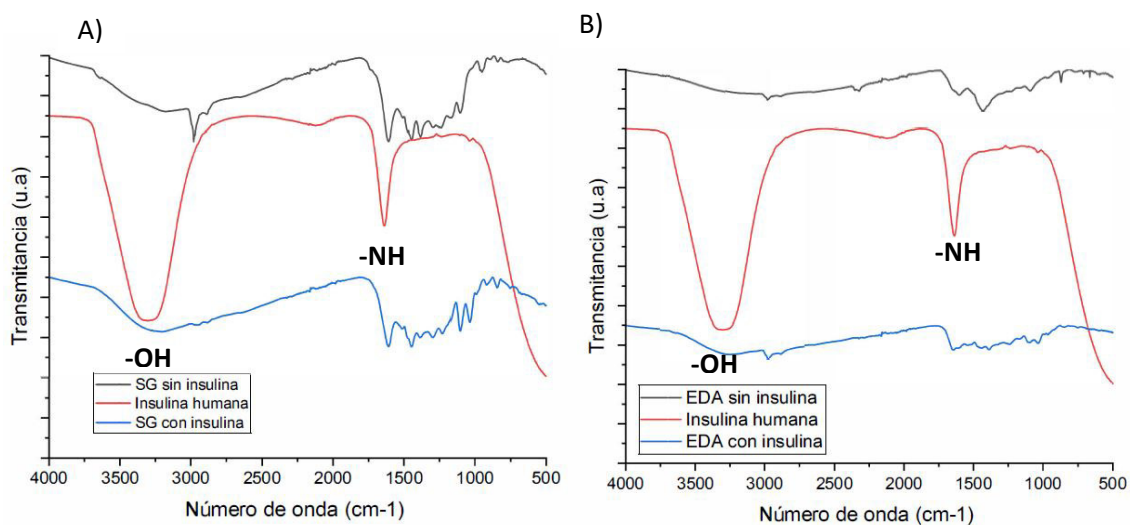 A)
Transmitancia (u.a)
-OH
-NH
SG sin insulina
Insulina humana
SG con insulina
4000 3500 3000 2500 2000 1500 1000 500
Número de onda (cm-1)
B)
Transmitancia (u.a)
-OH
-NH
EDA sin insulina
Insulina humana
EDA con insulina
4000 3500 3000 2500 2000 1500 1000 500
Número de onda (cm-1)